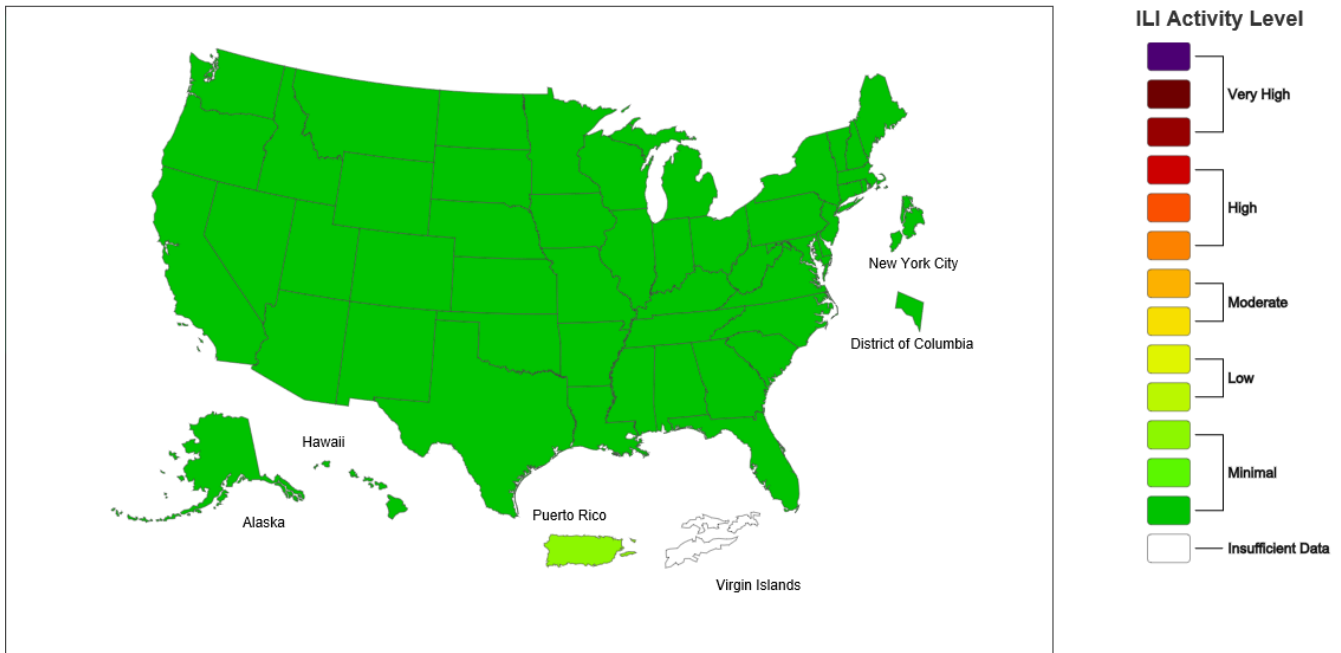 ILI Activity Level
Very High
High
Moderate
Low
Minimal
Insufficient Data
New York City
District of Columbia
Hawaii
Alaska
Puerto Rico
Virgin Islands